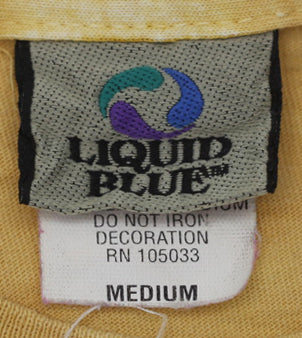 LIQUID
BLUE™
DO NOT IRON
DECORATION
RN 105033
MEDIUM